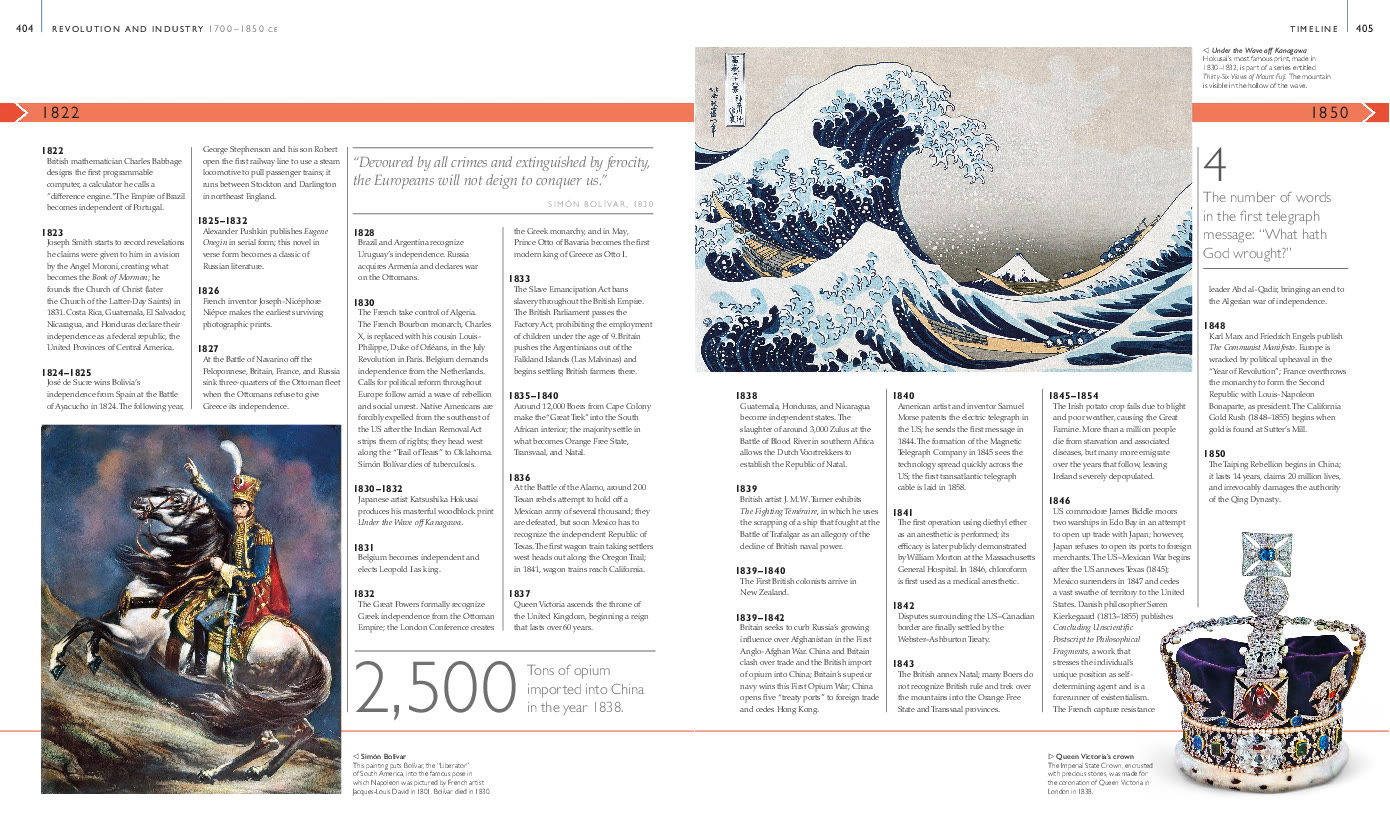 404 REVOLUTION AND INDUSTRY 1700–1850 CE
1822
1822
British mathematician Charles Babbage
designs the first programmable
computer, a calculator he calls a
"difference engine." The Empire of Brazil
becomes independent of Portugal.
1823
Joseph Smith starts to record revelations
he claims were given to him in a vision
by the Angel Moroni, creating what
becomes the Book of Mormon; he
founds the Church of Christ (later
the Church of the Latter-Day Saints) in
1831. Costa Rica, Guatemala, El Salvador,
Nicaragua, and Honduras declare their
independence as a federal republic, the
United Provinces of Central America.
1824–1825
José de Sucre wins Bolivia's
independence from Spain at the Battle
of Ayacucho in 1824. The following year,
George Stephenson and his son Robert
open the first railway line to use a steam
locomotive to pull passenger trains; it
runs between Stockton and Darlington
in northeast England.
1825–1832
Alexander Pushkin publishes Eugene
Onegin in serial form; this novel in
verse form becomes a classic of
Russian literature.
1826
French inventor Joseph-Nicéphore
Niépce makes the earliest surviving
photographic prints.
1827
At the Battle of Navarino off the
Peloponnese, Britain, France, and Russia
sink three-quarters of the Ottoman fleet
when the Ottomans refuse to give
Greece its independence.
"Devoured by all crimes and extinguished by ferocity,
the Europeans will not deign to conquer us."
SIMÓN BOLÍVAR, 1830
1828
Brazil and Argentina recognize
Uruguay's independence. Russia
acquires Armenia and declares war
on the Ottomans.
1830
The French take control of Algeria.
The French Bourbon monarch, Charles
X, is replaced with his cousin Louis-
Philippe, Duke of Orléans, in the July
Revolution in Paris. Belgium demands
independence from the Netherlands.
Calls for political reform throughout
Europe follow amid a wave of rebellion
and social unrest. Native Americans are
forcibly expelled from the southeast of
the US after the Indian Removal Act
strips them of rights; they head west
along the "Trail of Tears" to Oklahoma.
Simón Bolívar dies of tuberculosis.
1830–1832
Japanese artist Katsushika Hokusai
produces his masterful woodblock print
Under the Wave off Kanagawa.
1831
Belgium becomes independent and
elects Leopold I as king.
1832
The Great Powers formally recognize
Greek independence from the Ottoman
Empire; the London Conference creates
the Greek monarchy, and in May,
Prince Otto of Bavaria becomes the first
modern king of Greece as Otto I.
1833
The Slave Emancipation Act bans
slavery throughout the British Empire.
The British Parliament passes the
Factory Act, prohibiting the employment
of children under the age of 9. Britain
pushes the Argentinians out of the
Falkland Islands (Las Malvinas) and
begins settling British farmers there.
1835–1840
Around 12,000 Boers from Cape Colony
make the "Great Trek" into the South
African interior; the majority settle in
what becomes Orange Free State,
Transvaal, and Natal.
1836
At the Battle of the Alamo, around 200
Texan rebels attempt to hold off a
Mexican army of several thousand; they
are defeated, but soon Mexico has to
recognize the independent Republic of
Texas. The first wagon train taking settlers
west heads out along the Oregon Trail;
in 1841, wagon trains reach California.
1837
Queen Victoria ascends the throne of
the United Kingdom, beginning a reign
that lasts over 60 years.
2,500
Tons of opium
imported into China
in the year 1838.
◁ Simón Bolívar
This painting puts Bolívar, the "Liberator"
of South America, into the famous pose in
which Napoleon was pictured by French artist
Jacques-Louis David in 1801. Bolívar died in 1830.
TIMELINE 405
◁ Under the Wave off Kanagawa
Hokusai's most famous print, made in
1830–1832, is part of a series entitled
Thirty-Six Views of Mount Fuji. The mountain
is visible in the hollow of the wave.
1850
1838
Guatemala, Honduras, and Nicaragua
become independent states. The
slaughter of around 3,000 Zulus at the
Battle of Blood River in southern Africa
allows the Dutch Voortrekkers to
establish the Republic of Natal.
1839
British artist J. M. W. Turner exhibits
The Fighting Téméraire, in which he uses
the scrapping of a ship that fought at the
Battle of Trafalgar as an allegory of the
decline of British naval power.
1839–1840
The First British colonists arrive in
New Zealand.
1839–1842
Britain seeks to curb Russia's growing
influence over Afghanistan in the First
Anglo-Afghan War. China and Britain
clash over trade and the British import
of opium into China; Britain's superior
navy wins this First Opium War; China
opens five "treaty ports" to foreign trade
and cedes Hong Kong.
1840
American artist and inventor Samuel
Morse patents the electric telegraph in
the US; he sends the first message in
1844. The formation of the Magnetic
Telegraph Company in 1845 sees the
technology spread quickly across the
US; the first transatlantic telegraph
cable is laid in 1858.
1841
The first operation using diethyl ether
as an anesthetic is performed; its
efficacy is later publicly demonstrated
by William Morton at the Massachusetts
General Hospital. In 1846, chloroform
is first used as a medical anesthetic.
1842
Disputes surrounding the US–Canadian
border are finally settled by the
Webster-Ashburton Treaty.
1843
The British annex Natal; many Boers do
not recognize British rule and trek over
the mountains into the Orange Free
State and Transvaal provinces.
1845–1854
The Irish potato crop fails due to blight
and poor weather, causing the Great
Famine. More than a million people
die from starvation and associated
diseases, but many more emigrate
over the years that follow, leaving
Ireland severely depopulated.
1846
US commodore James Biddle moors
two warships in Edo Bay in an attempt
to open up trade with Japan; however,
Japan refuses to open its ports to foreign
merchants. The US–Mexican War begins
after the US annexes Texas (1845);
Mexico surrenders in 1847 and cedes
a vast swathe of territory to the United
States. Danish philosopher Søren
Kierkegaard (1813–1855) publishes
Concluding Unscientific
Postscript to Philosophical
Fragments, a work that
stresses the individual's
unique position as self-
determining agent and is a
forerunner of existentialism.
The French capture resistance
4
The number of words
in the first telegraph
message: "What hath
God wrought?"
leader Abd al-Qadir, bringing an end to
the Algerian war of independence.
1848
Karl Marx and Friedrich Engels publish
The Communist Manifesto. Europe is
wracked by political upheaval in the
"Year of Revolution"; France overthrows
the monarchy to form the Second
Republic with Louis-Napoleon
Bonaparte, as president. The California
Gold Rush (1848–1855) begins when
gold is found at Sutter's Mill.
1850
The Taiping Rebellion begins in China;
it lasts 14 years, claims 20 million lives,
and irrevocably damages the authority
of the Qing Dynasty.
▷ Queen Victoria's crown
The Imperial State Crown, encrusted
with precious stones, was made for
the coronation of Queen Victoria in
London in 1838.